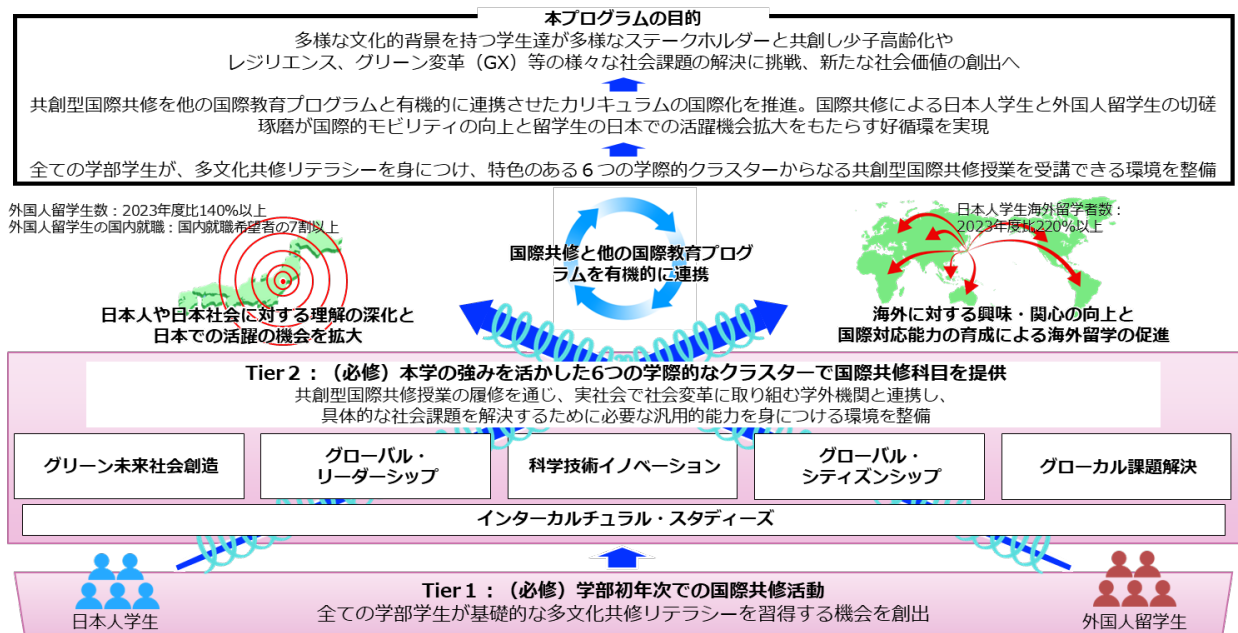 本プログラムの目的
多様な文化的背景を持つ学生達が多様なステークホルダーと共創し少子高齢化や
レジリエンス、グリーン変革（GX）等の様々な社会課題の解決に挑戦、新たな社会価値の創出へ
共創型国際共修を他の国際教育プログラムと有機的に連携させたカリキュラムの国際化を推進。国際共修による日本人学生と外国人留学生の切磋
琢磨が国際的モビリティの向上と留学生の日本での活躍機会拡大をもたらす好循環を実現
全ての学部学生が、多文化共修リテラシーを身につけ、特色のある６つの学際的クラスターからなる共創型国際共修授業を受講できる環境を整備
外国人留学生数：2023年度比140%以上
外国人留学生の国内就職：国内就職希望者の7割以上
日本人や日本社会に対する理解の深化と
日本での活躍の機会を拡大
国際共修と他の国際教育プログ
ラムを有機的に連携
日本人学生海外留学者数：
2023年度比220%以上
海外に対する興味・関心の向上と
国際対応能力の育成による海外留学の促進
Tier２：（必修）本学の強みを活かした6つの学際的なクラスターで国際共修科目を提供
共創型国際共修授業の履修を通じ、実社会で社会変革に取り組む学外機関と連携し、
具体的な社会課題を解決するために必要な汎用的能力を身につける環境を整備
グリーン未来社会創造
グローバル・
リーダーシップ
科学技術イノベーション
グローバル・
シティズンシップ
グローカル課題解決
インターカルチュラル・スタディーズ
Tier１：（必修）学部初年次での国際共修活動
全ての学部学生が基礎的な多文化共修リテラシーを習得する機会を創出
日本人学生
外国人留学生